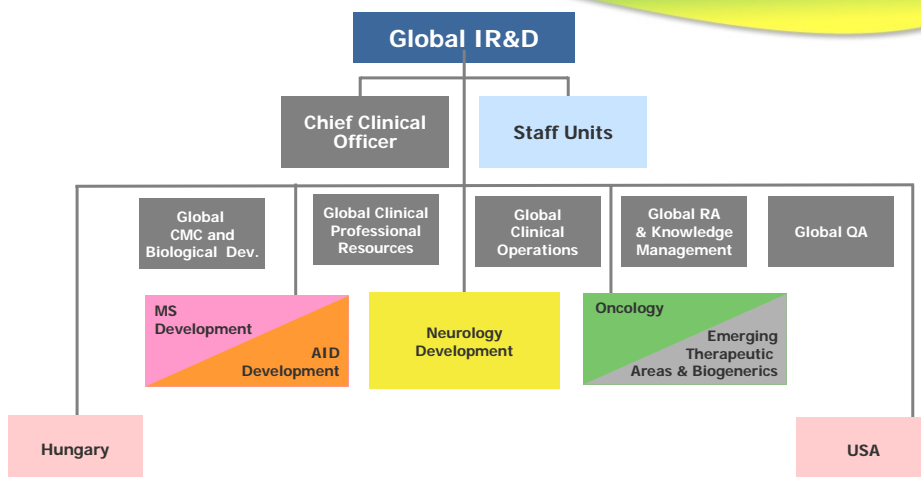 Global IR&D
Chief Clinical
Officer
Staff Units
Global
CMC and
Biological Dev.
Global Clinical
Professional
Resources
Global
Clinical
Operations
Global RA
& Knowledge
Management
Global QA
MS
Development
AID
Development
Neurology
Development
Oncology
Emerging
Therapeutic
Areas & Biogenerics
Hungary
USA